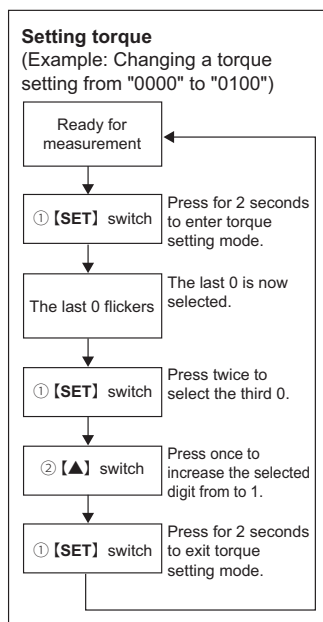 Setting torque
(Example: Changing a torque
setting from "0000" to "0100")
Ready for
measurement
①【SET】 switch
Press for 2 seconds
to enter torque
setting mode.
The last 0 flickers
The last 0 is now
selected.
①【SET】 switch
Press twice to
select the third 0.
②【▲】 switch
Press once to
increase the selected
digit from to 1.
①【SET】 switch
Press for 2 seconds
to exit torque
setting mode.